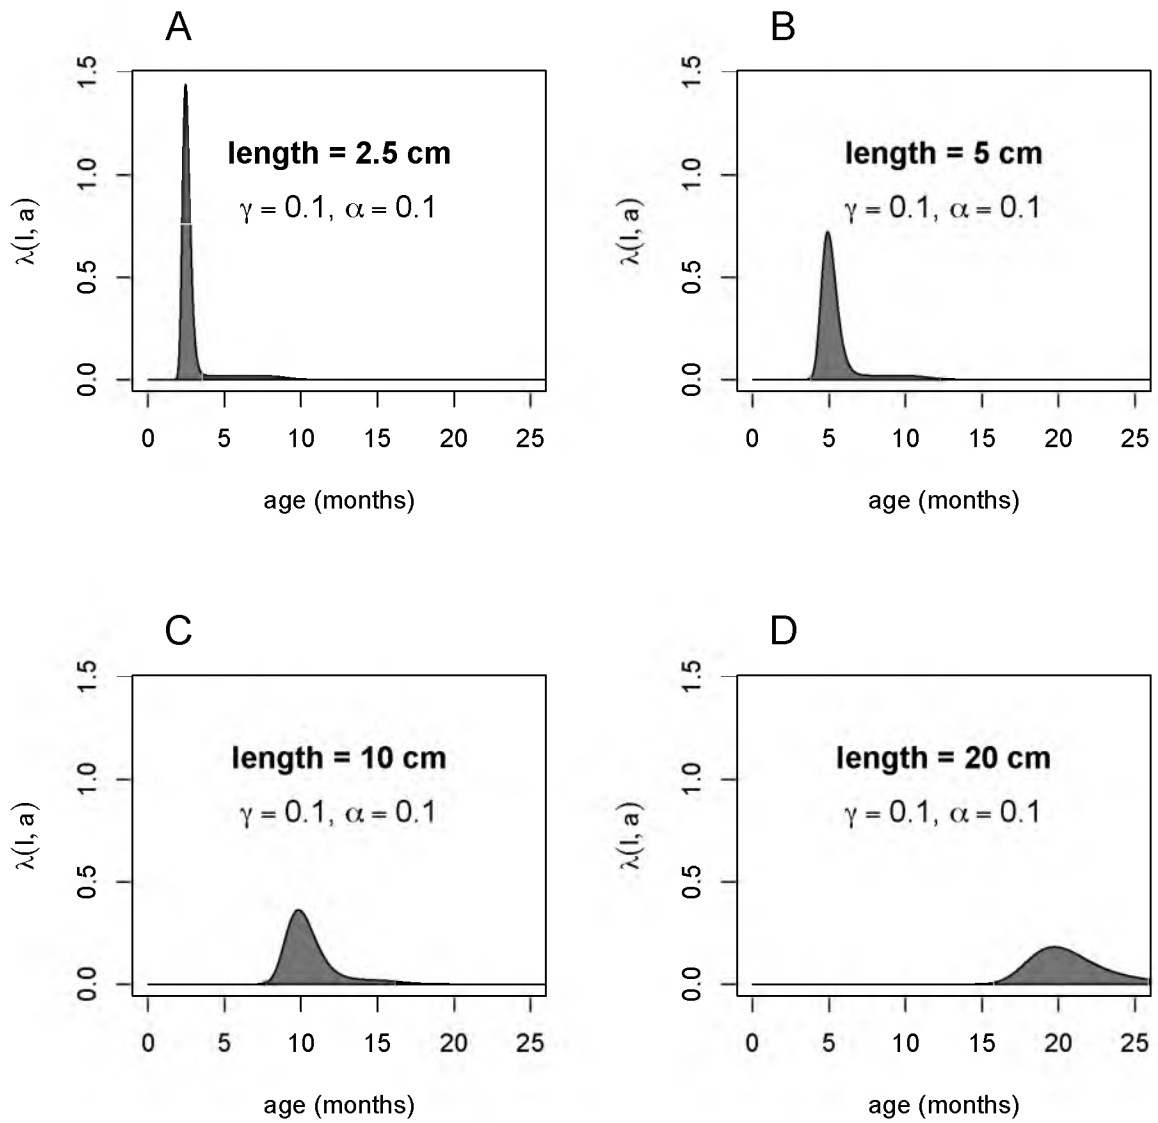 A
1.5
1.0
0.5
0.0
λ(l, a)
length = 2.5 cm
γ = 0.1, α = 0.1
0 5 10 15 20 25
age (months)
B
1.5
1.0
0.5
0.0
λ(l, a)
length = 5 cm
γ = 0.1, α = 0.1
0 5 10 15 20 25
age (months)
C
1.5
1.0
0.5
0.0
λ(l, a)
length = 10 cm
γ = 0.1, α = 0.1
0 5 10 15 20 25
age (months)
D
1.5
1.0
0.5
0.0
λ(l, a)
length = 20 cm
γ = 0.1, α = 0.1
0 5 10 15 20 25
age (months)